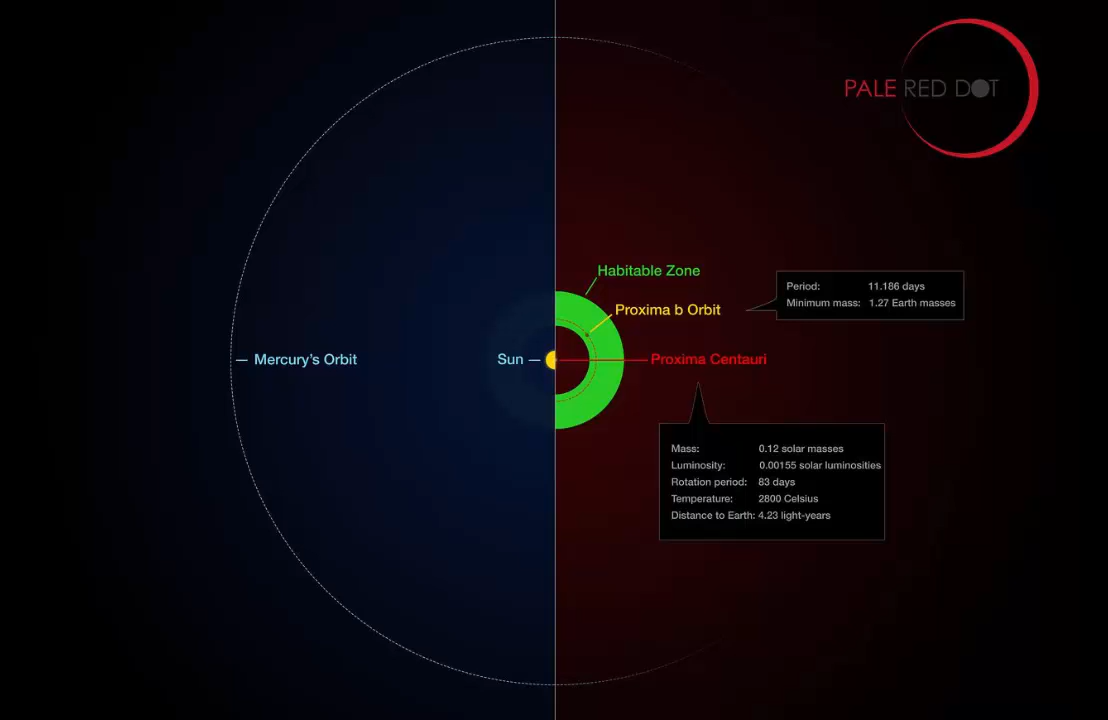 PALE RED DOT
Habitable Zone
Period: 11.186 days
Minimum mass: 1.27 Earth masses
Proxima b Orbit
Mercury's Orbit
Sun
Proxima Centauri
Mass: 0.12 solar masses
Luminosity: 0.00155 solar luminosities
Rotation period: 83 days
Temperature: 2800 Celsius
Distance to Earth: 4.23 light-years